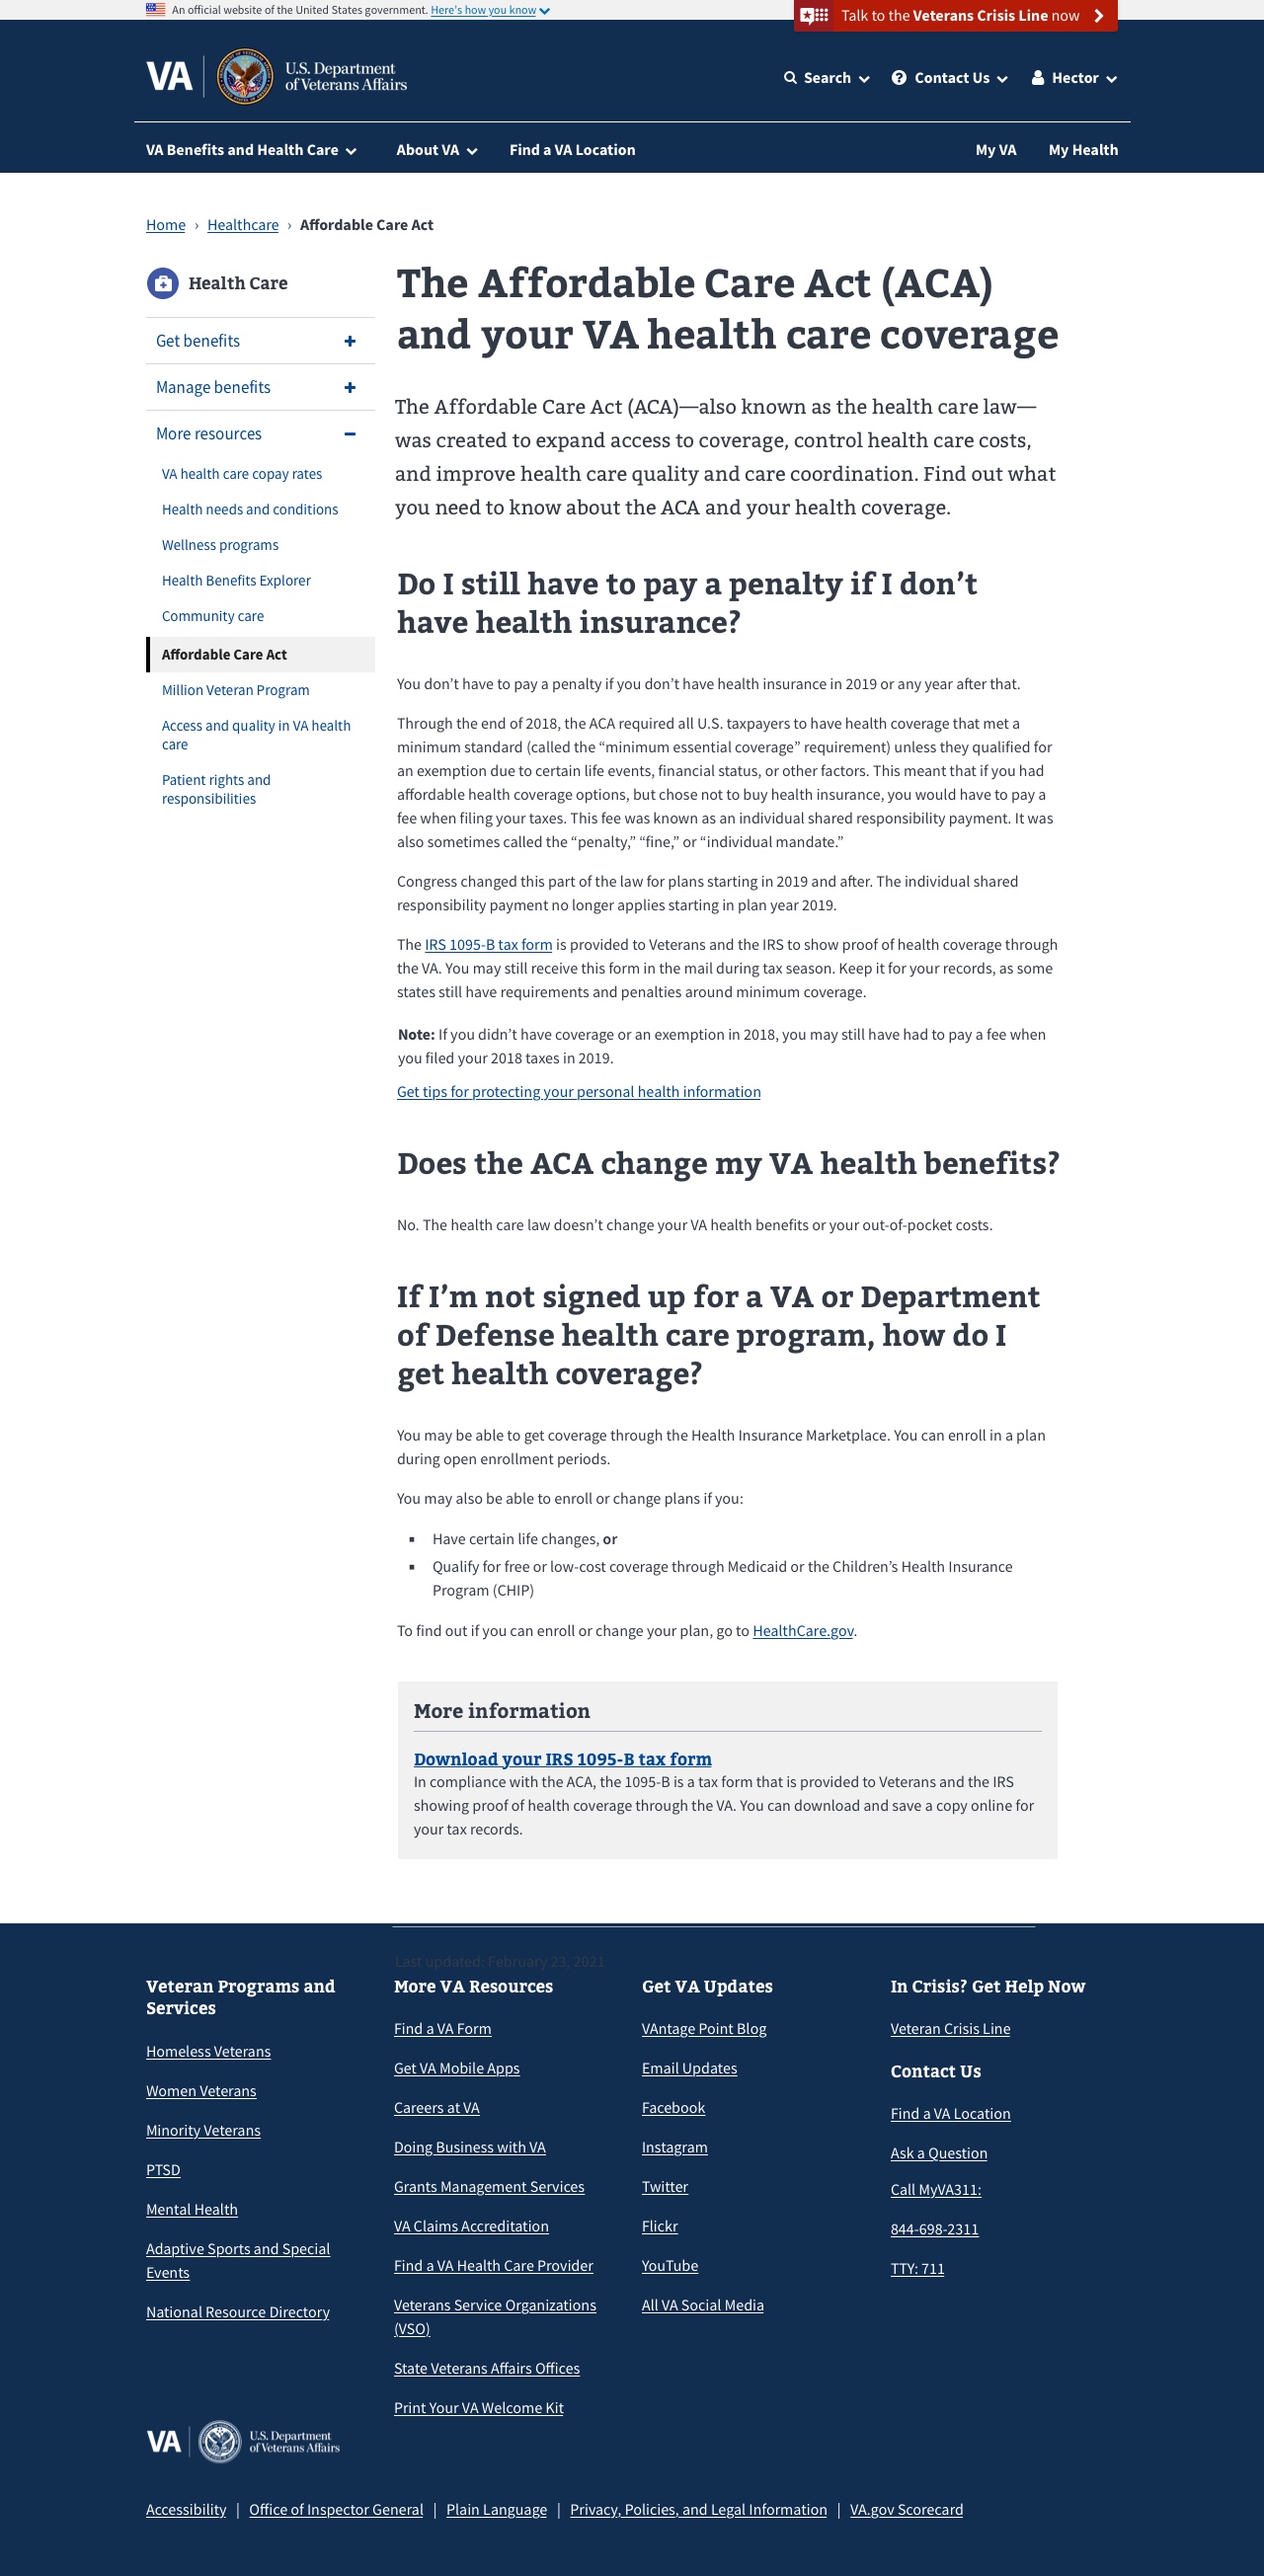 An official website of the United States government. Here's how you know
Talk to the Veterans Crisis Line now
VA
U.S. Department
of Veterans Affairs
Search
Contact Us
Hector
VA Benefits and Health Care
About VA
Find a VA Location
My VA
My Health
Home › Healthcare › Affordable Care Act
Health Care
Get benefits
Manage benefits
More resources
VA health care copay rates
Health needs and conditions
Wellness programs
Health Benefits Explorer
Community care
Affordable Care Act
Million Veteran Program
Access and quality in VA health
care
Patient rights and
responsibilities
The Affordable Care Act (ACA)
and your VA health care coverage
The Affordable Care Act (ACA)—also known as the health care law—
was created to expand access to coverage, control health care costs,
and improve health care quality and care coordination. Find out what
you need to know about the ACA and your health coverage.
Do I still have to pay a penalty if I don’t
have health insurance?
You don’t have to pay a penalty if you don’t have health insurance in 2019 or any year after that.
Through the end of 2018, the ACA required all U.S. taxpayers to have health coverage that met a
minimum standard (called the “minimum essential coverage” requirement) unless they qualified for
an exemption due to certain life events, financial status, or other factors. This meant that if you had
affordable health coverage options, but chose not to buy health insurance, you would have to pay a
fee when filing your taxes. This fee was known as an individual shared responsibility payment. It was
also sometimes called the “penalty,” “fine,” or “individual mandate.”
Congress changed this part of the law for plans starting in 2019 and after. The individual shared
responsibility payment no longer applies starting in plan year 2019.
The IRS 1095-B tax form is provided to Veterans and the IRS to show proof of health coverage through
the VA. You may still receive this form in the mail during tax season. Keep it for your records, as some
states still have requirements and penalties around minimum coverage.
Note: If you didn’t have coverage or an exemption in 2018, you may still have had to pay a fee when
you filed your 2018 taxes in 2019.
Get tips for protecting your personal health information
Does the ACA change my VA health benefits?
No. The health care law doesn’t change your VA health benefits or your out-of-pocket costs.
If I’m not signed up for a VA or Department
of Defense health care program, how do I
get health coverage?
You may be able to get coverage through the Health Insurance Marketplace. You can enroll in a plan
during open enrollment periods.
You may also be able to enroll or change plans if you:
Have certain life changes, or
Qualify for free or low-cost coverage through Medicaid or the Children’s Health Insurance
Program (CHIP)
To find out if you can enroll or change your plan, go to HealthCare.gov.
More information
Download your IRS 1095-B tax form
In compliance with the ACA, the 1095-B is a tax form that is provided to Veterans and the IRS
showing proof of health coverage through the VA. You can download and save a copy online for
your tax records.
Last updated: February 23, 2021
Veteran Programs and
Services
Homeless Veterans
Women Veterans
Minority Veterans
PTSD
Mental Health
Adaptive Sports and Special
Events
National Resource Directory
More VA Resources
Find a VA Form
Get VA Mobile Apps
Careers at VA
Doing Business with VA
Grants Management Services
VA Claims Accreditation
Find a VA Health Care Provider
Veterans Service Organizations
(VSO)
State Veterans Affairs Offices
Print Your VA Welcome Kit
Get VA Updates
VAntage Point Blog
Email Updates
Facebook
Instagram
Twitter
Flickr
YouTube
All VA Social Media
In Crisis? Get Help Now
Veteran Crisis Line
Contact Us
Find a VA Location
Ask a Question
Call MyVA311:
844-698-2311
TTY: 711
VA
U.S. Department
of Veterans Affairs
Accessibility | Office of Inspector General | Plain Language | Privacy, Policies, and Legal Information | VA.gov Scorecard